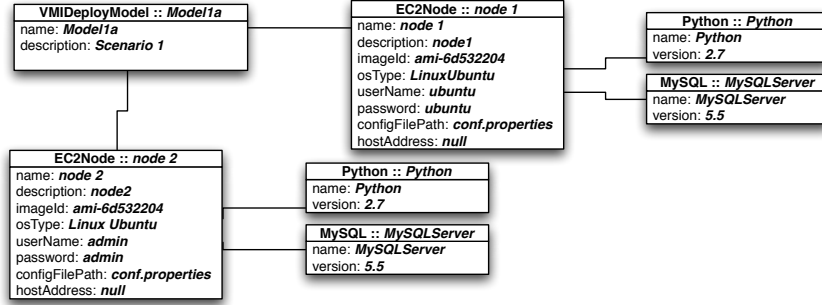 VMIDeployModel :: Model1a
name: Model1a
description: Scenario 1
EC2Node :: node 1
name: node 1
description: node1
imageId: ami-6d532204
osType: LinuxUbuntu
userName: ubuntu
password: ubuntu
configFilePath: conf.properties
hostAddress: null
Python :: Python
name: Python
version: 2.7
MySQL :: MySQLServer
name: MySQLServer
version: 5.5
EC2Node :: node 2
name: node 2
description: node2
imageId: ami-6d532204
osType: Linux Ubuntu
userName: admin
password: admin
configFilePath: conf.properties
hostAddress: null
Python :: Python
name: Python
version: 2.7
MySQL :: MySQLServer
name: MySQLServer
version: 5.5